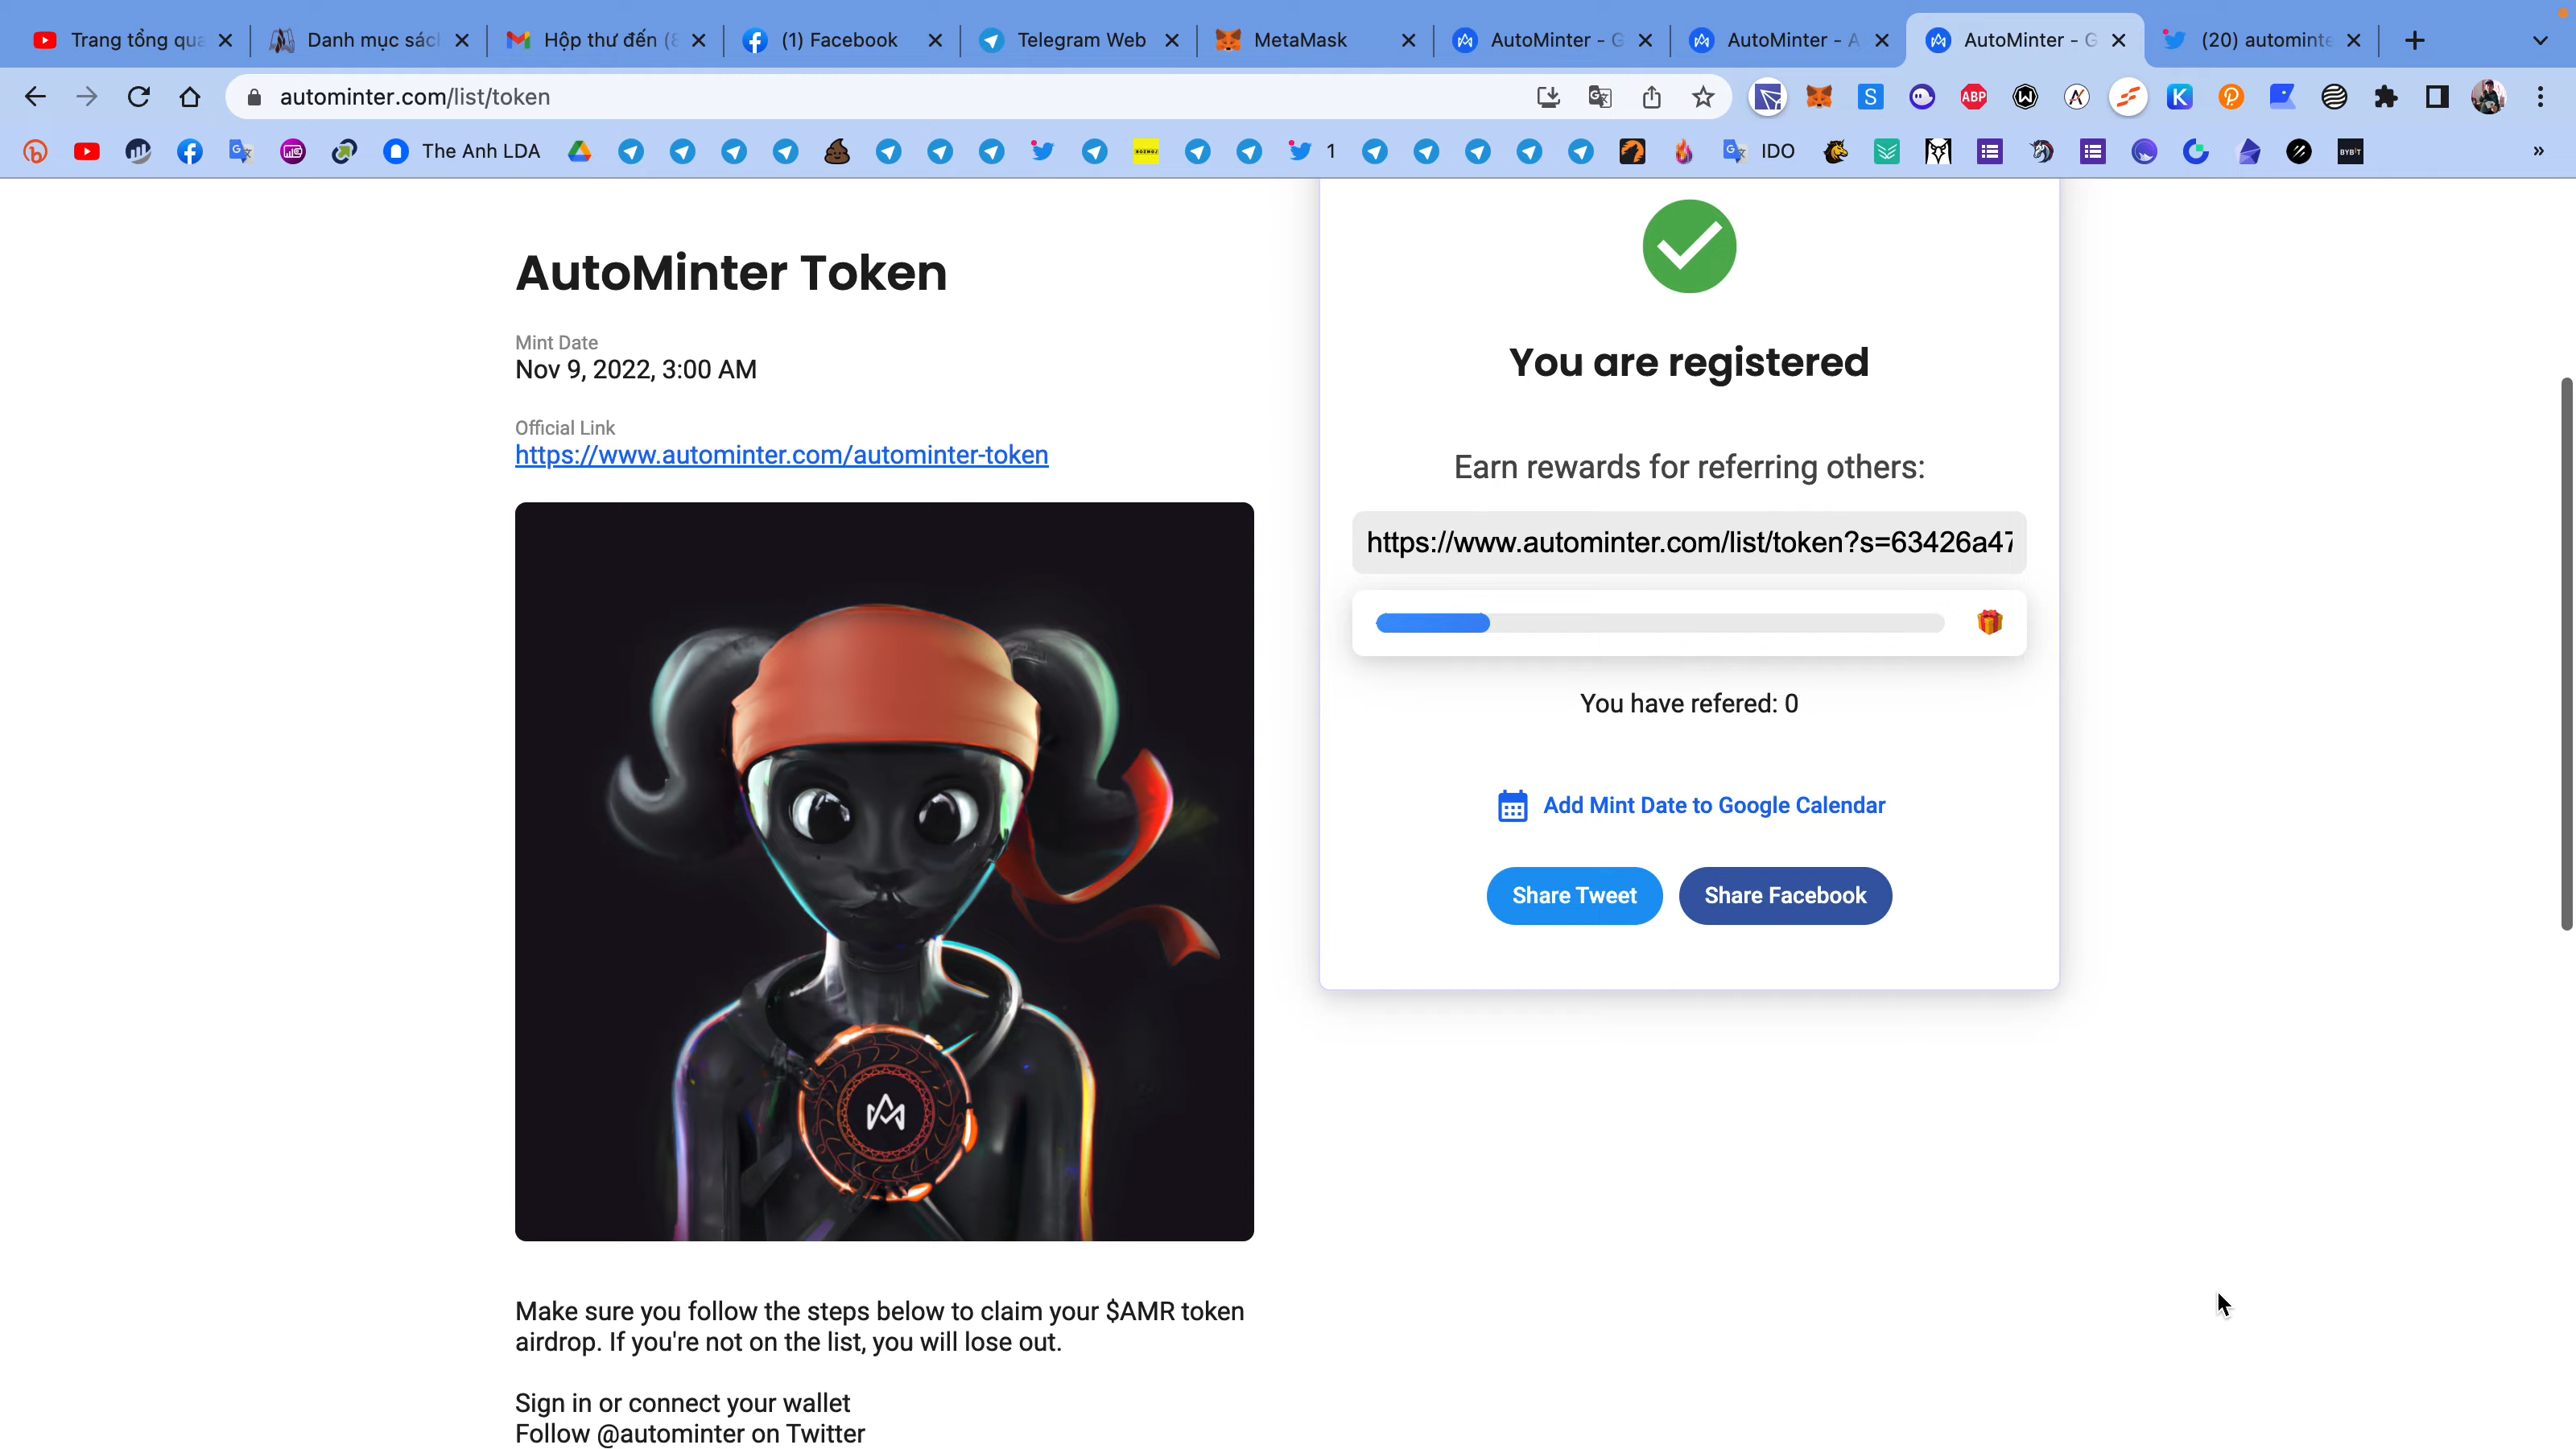 Trang tổng qua
Danh mục sácl
Hộp thư đến (8
(1) Facebook
Telegram Web
MetaMask
AutoMinter - G
AutoMinter - A
AutoMinter - G
(20) autominte
autominter.com/list/token
ABP
The Anh LDA
1
IDO
BYBIT
AutoMinter Token
Mint Date
Nov 9, 2022, 3:00 AM
Official Link
https://www.autominter.com/autominter-token
You are registered
Earn rewards for referring others:
https://www.autominter.com/list/token?s=63426a47
You have refered: 0
Add Mint Date to Google Calendar
Share Tweet
Share Facebook
Make sure you follow the steps below to claim your $AMR token
airdrop. If you're not on the list, you will lose out.
Sign in or connect your wallet
Follow @autominter on Twitter